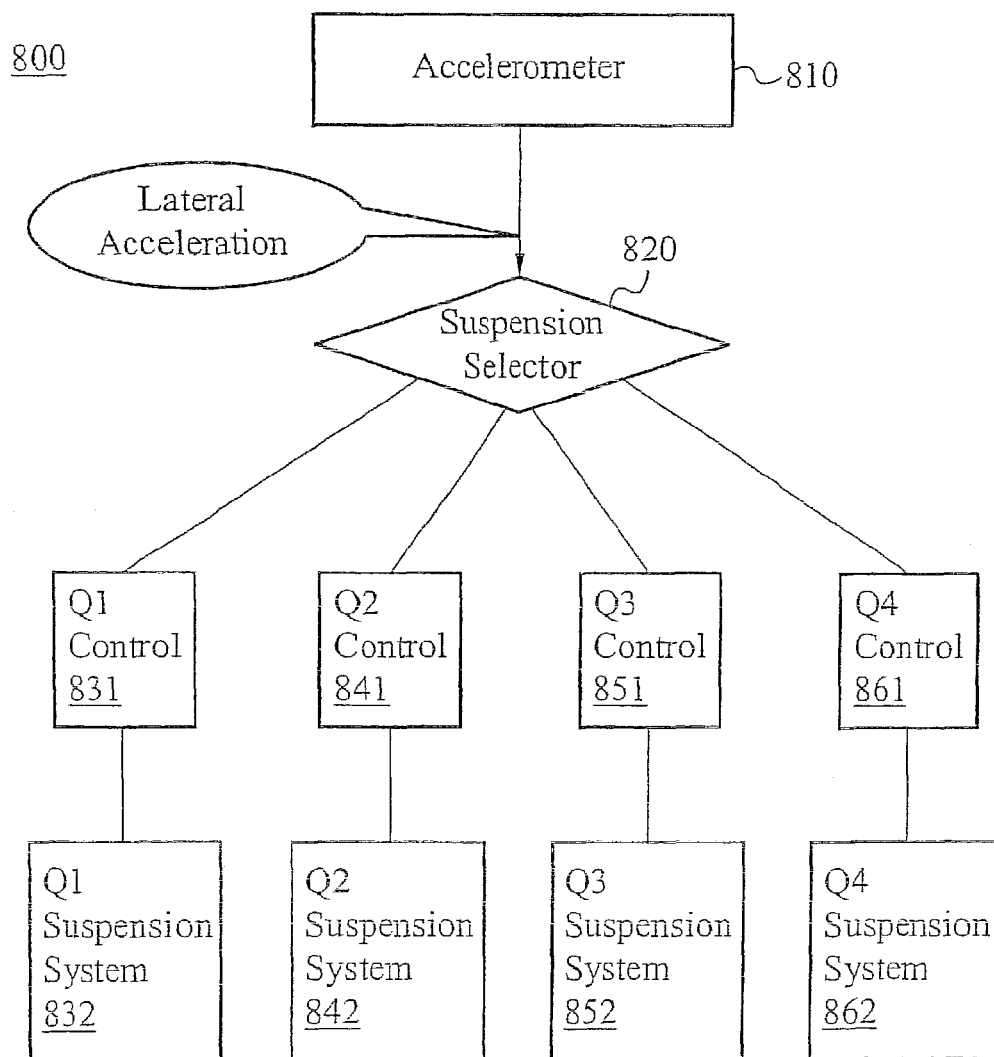 800
Accelerometer
810
Lateral
Acceleration
820
Suspension
Selector
Q1
Control
831
Q2
Control
841
Q3
Control
851
Q4
Control
861
Q1
Suspension
System
832
Q2
Suspension
System
842
Q3
Suspension
System
852
Q4
Suspension
System
862